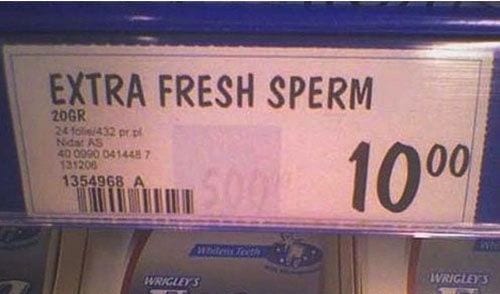 EXTRA FRESH SPERM
20GR
24 folie/432 pr.pl
Nidar AS
40 0990 041448 7
131206
1354968 A
10⁰⁰
Whitens Teeth
WRIGLEY'S
WRIGLEY'S